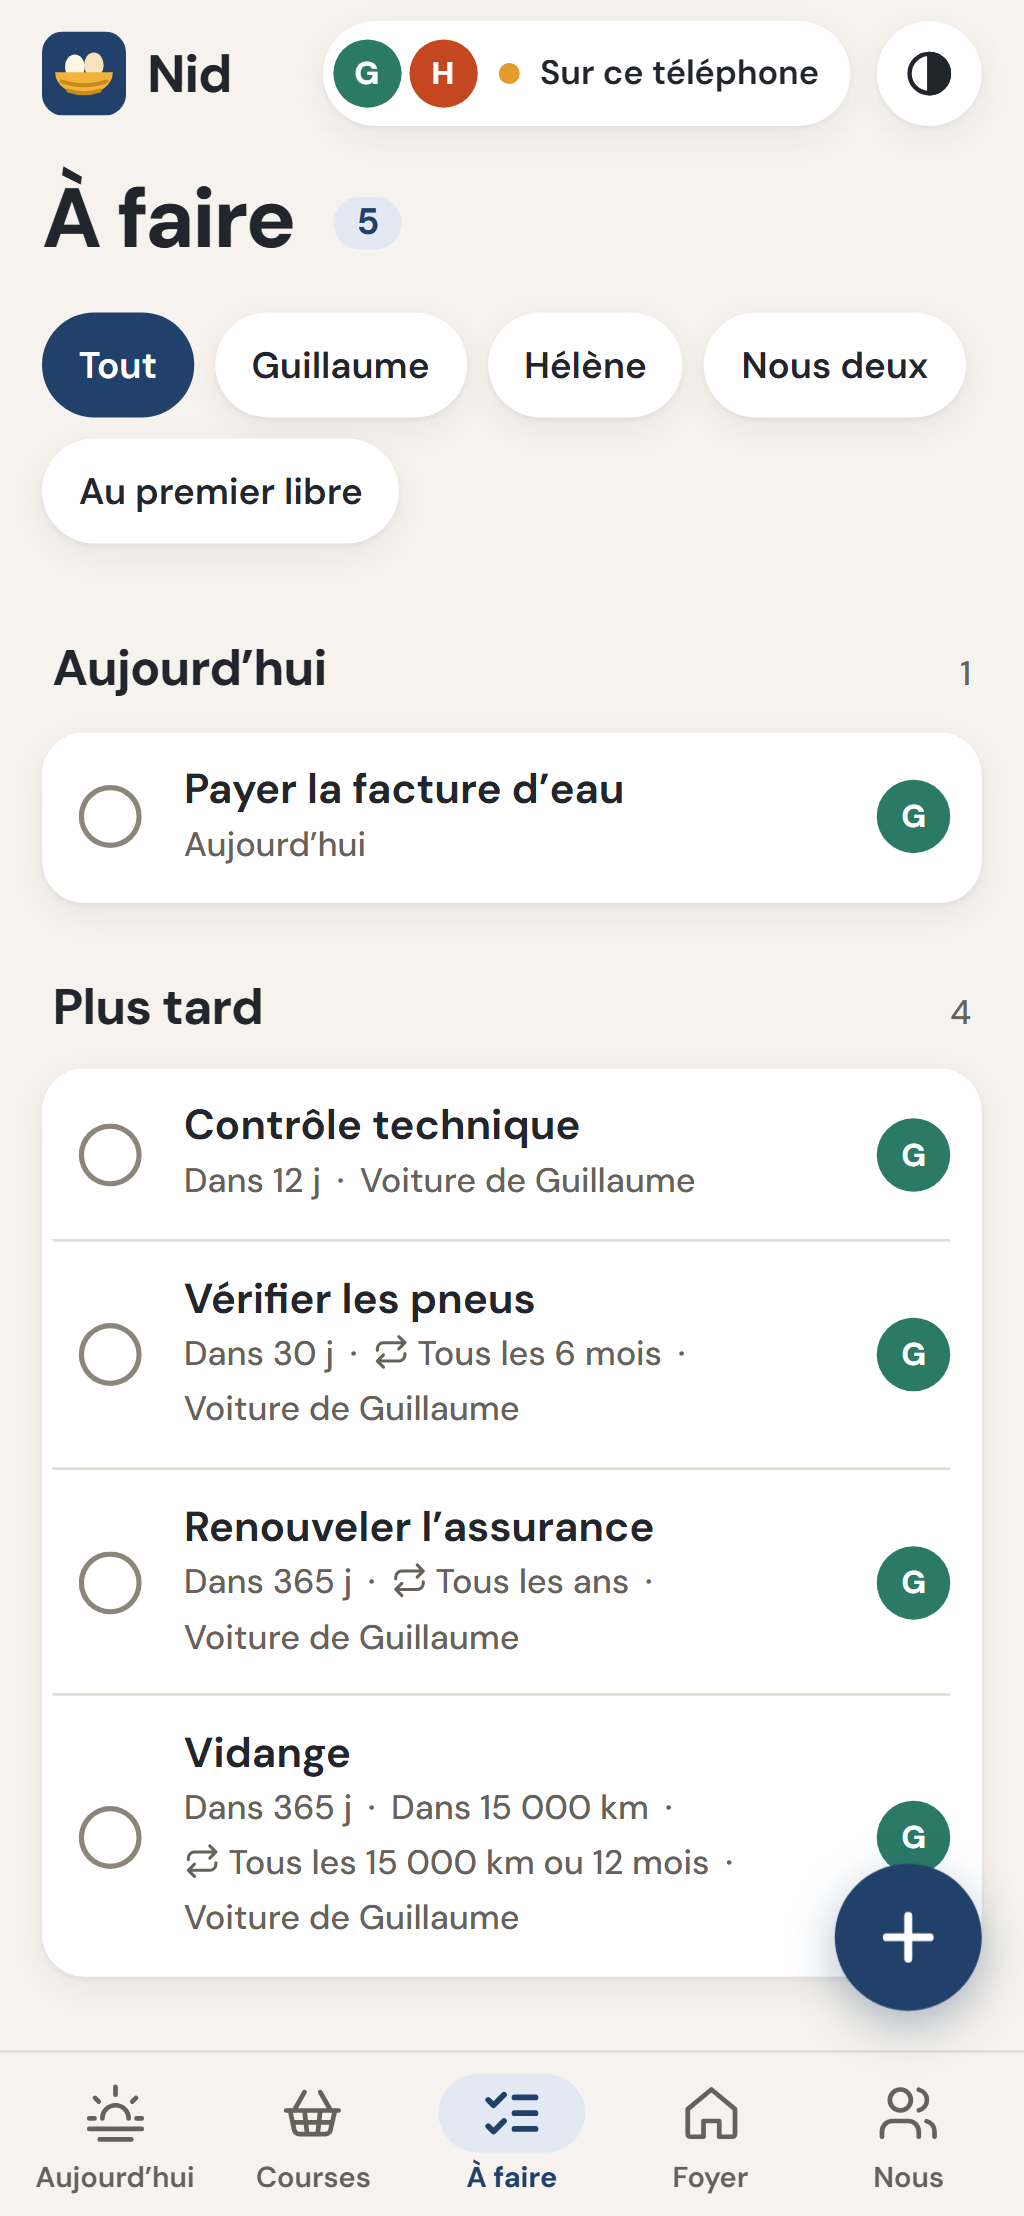 Nid
G H Sur ce téléphone
À faire 5
Tout Guillaume Hélène Nous deux
Au premier libre
Aujourd’hui 1
Payer la facture d’eau
Aujourd’hui
G
Plus tard 4
Contrôle technique
Dans 12 j · Voiture de Guillaume
G
Vérifier les pneus
Dans 30 j · Tous les 6 mois ·
Voiture de Guillaume
G
Renouveler l’assurance
Dans 365 j · Tous les ans ·
Voiture de Guillaume
G
Vidange
Dans 365 j · Dans 15 000 km ·
Tous les 15 000 km ou 12 mois ·
Voiture de Guillaume
G
Aujourd’hui Courses À faire Foyer Nous